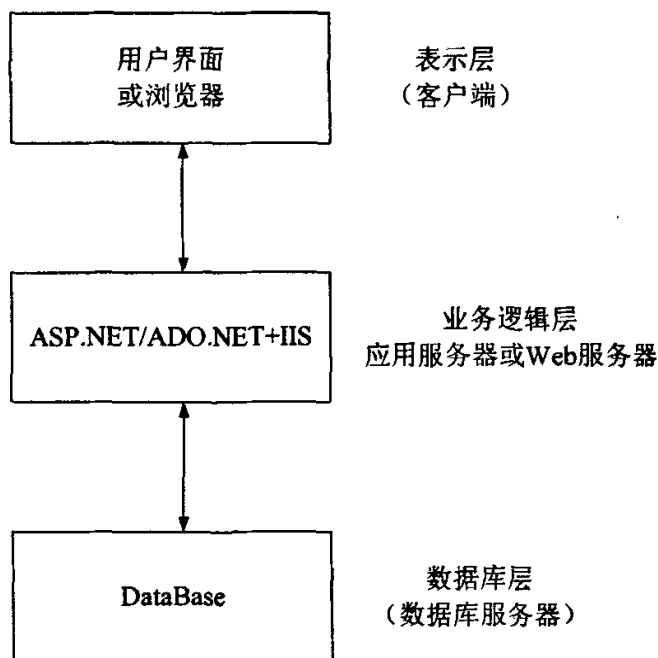 用户界面
或浏览器
表示层
（客户端）
ASP.NET/ADO.NET+IIS
业务逻辑层
应用服务器或Web服务器
DataBase
数据库层
（数据库服务器）